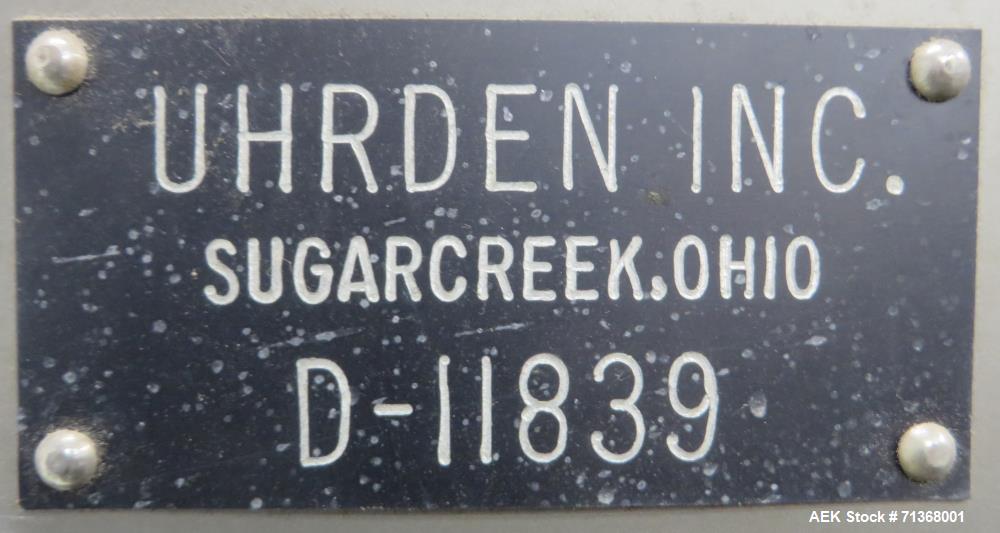 UHRDEN INC.
SUGARCREEK.OHIO
D-11839
AEK Stock # 71368001